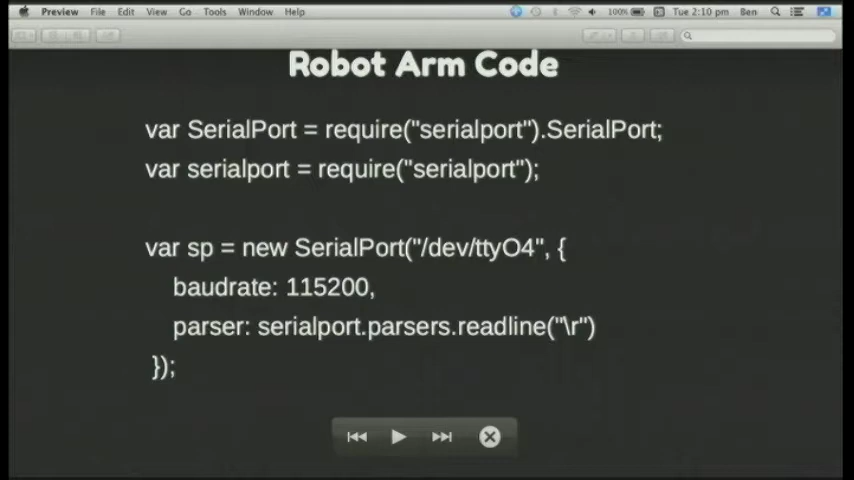 Preview File Edit View Go Tools Window Help 100% Tue 2:10 pm Ben
Robot Arm Code
var SerialPort = require("serialport").SerialPort;
var serialport = require("serialport");
var sp = new SerialPort("/dev/ttyO4", {
baudrate: 115200,
parser: serialport.parsers.readline("\r")
});